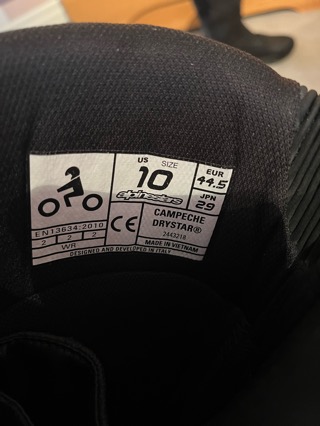 US SIZE
10
EUR
44.5
JPN
29
alpinestars
CAMPECHE
DRYSTAR®
2443218
EN13634:2010
2 2 2
WR
CE
MADE IN VIETNAM
DESIGNED AND DEVELOPED IN ITALY